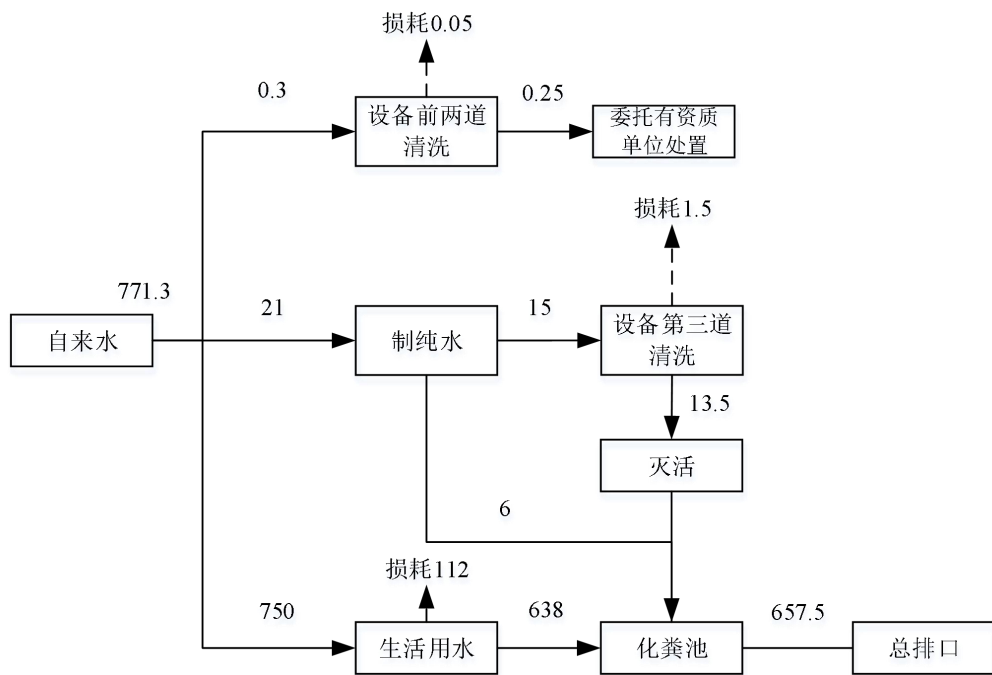 损耗0.05
0.3
设备前两道
清洗
0.25
委托有资质
单位处置
损耗1.5
771.3
自来水
21
制纯水
15
设备第三道
清洗
13.5
灭活
6
损耗112
750
生活用水
638
化粪池
657.5
总排口